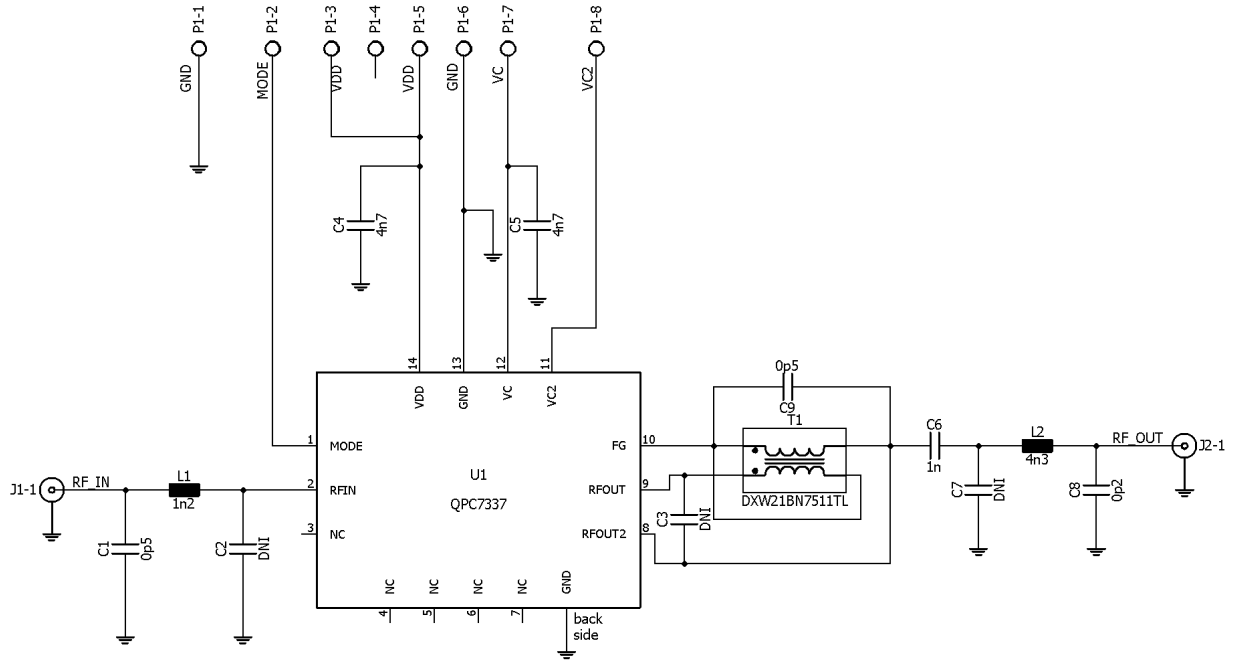 P1-1
P1-2
P1-3
P1-4
P1-5
P1-6
P1-7
P1-8
GND
MODE
VDD
VDD
GND
VC
VC2
C4
4n7
C5
4n7
14
13
12
11
VDD
GND
VC
VC2
1
MODE
U1
QPC7337
FG
10
0p5
C9
T1
DXW21BN7511TL
C6
1n
L2
4n3
RF_OUT
J2-1
J1-1
RF_IN
L1
1n2
2
RFIN
RFOUT
9
C3
DNI
C7
DNI
C8
0p2
3
NC
RFOUT2
8
C1
0p5
C2
DNI
NC
NC
NC
NC
GND
4
5
6
7
back
side